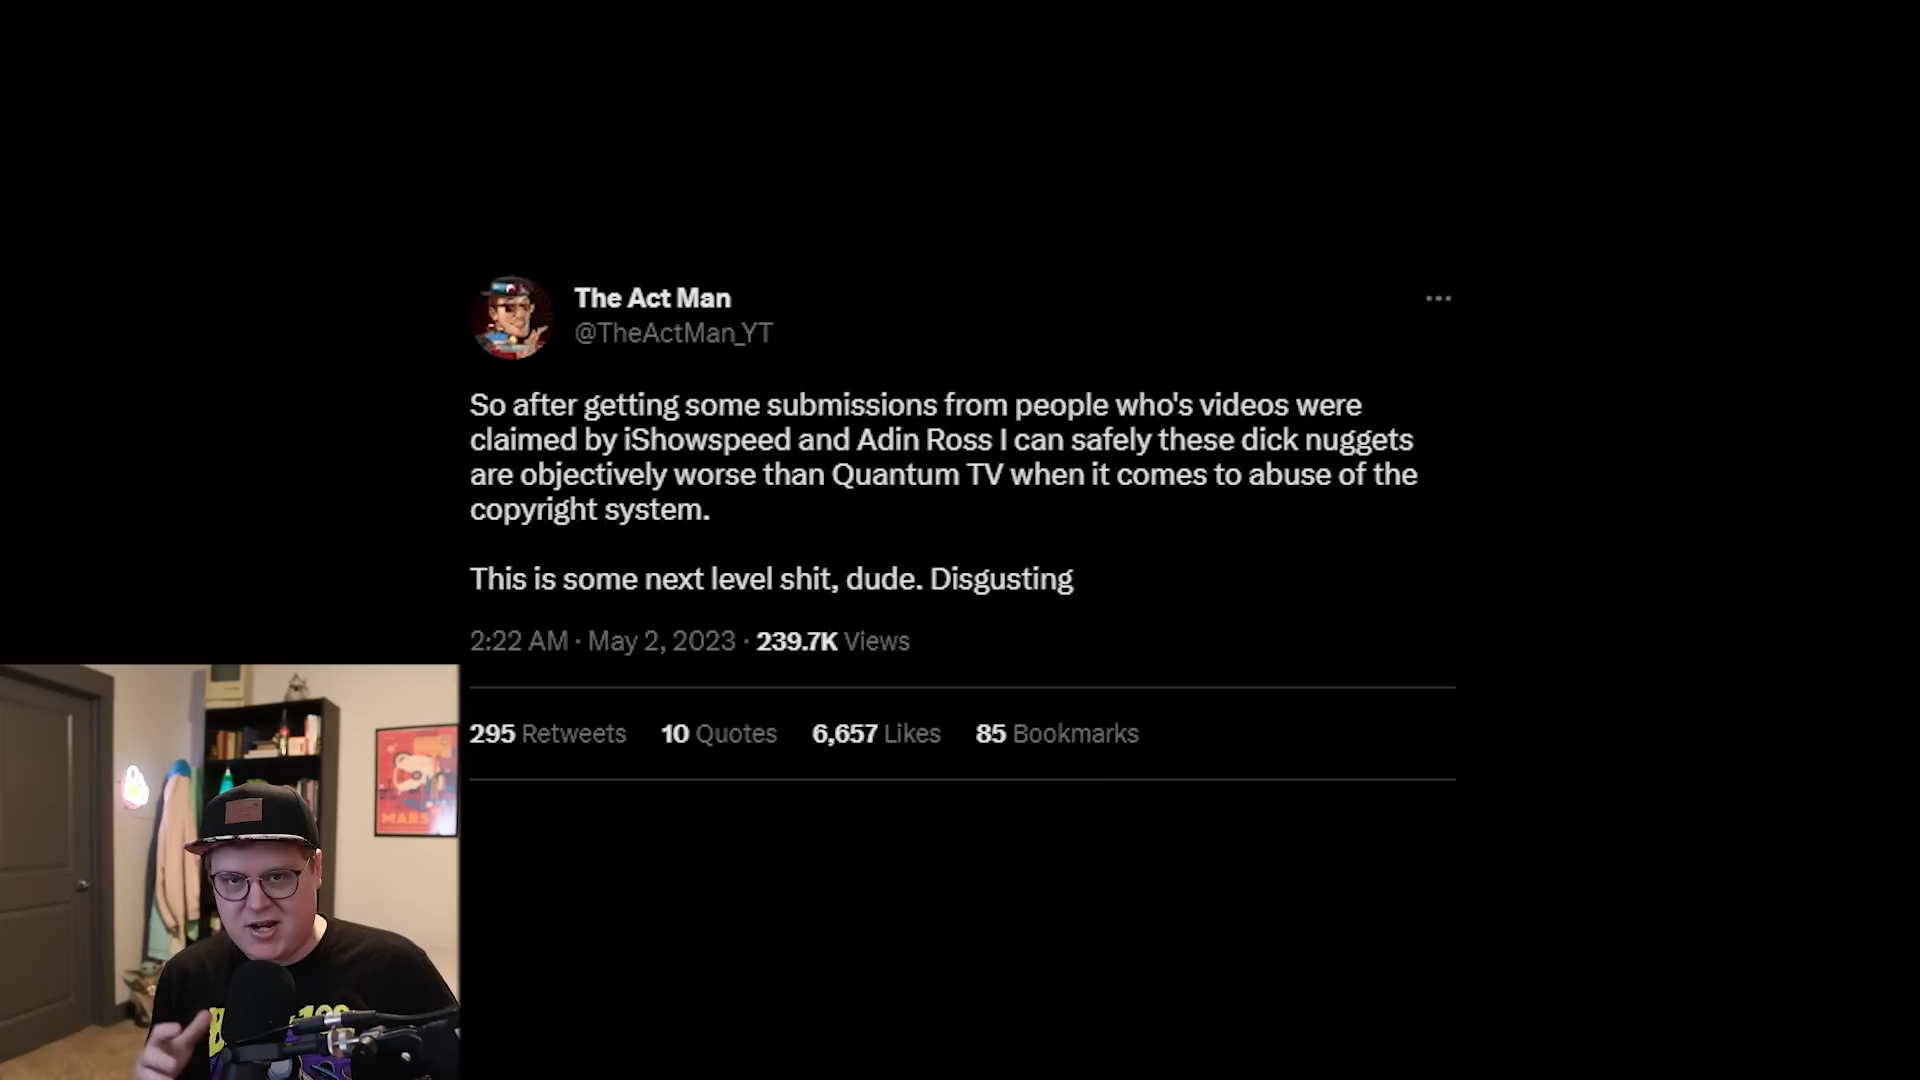 The Act Man
@TheActMan_YT
So after getting some submissions from people who's videos were
claimed by iShowspeed and Adin Ross I can safely these dick nuggets
are objectively worse than Quantum TV when it comes to abuse of the
copyright system.
This is some next level shit, dude. Disgusting
2:22 AM · May 2, 2023 · 239.7K Views
295 Retweets 10 Quotes 6,657 Likes 85 Bookmarks
MARS